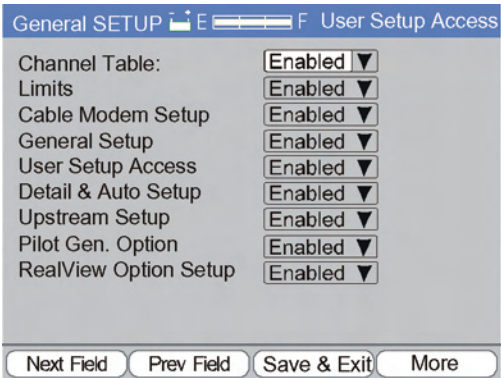 General SETUP E F User Setup Access
Channel Table: Enabled
Limits Enabled
Cable Modem Setup Enabled
General Setup Enabled
User Setup Access Enabled
Detail & Auto Setup Enabled
Upstream Setup Enabled
Pilot Gen. Option Enabled
RealView Option Setup Enabled
Next Field Prev Field Save & Exit More